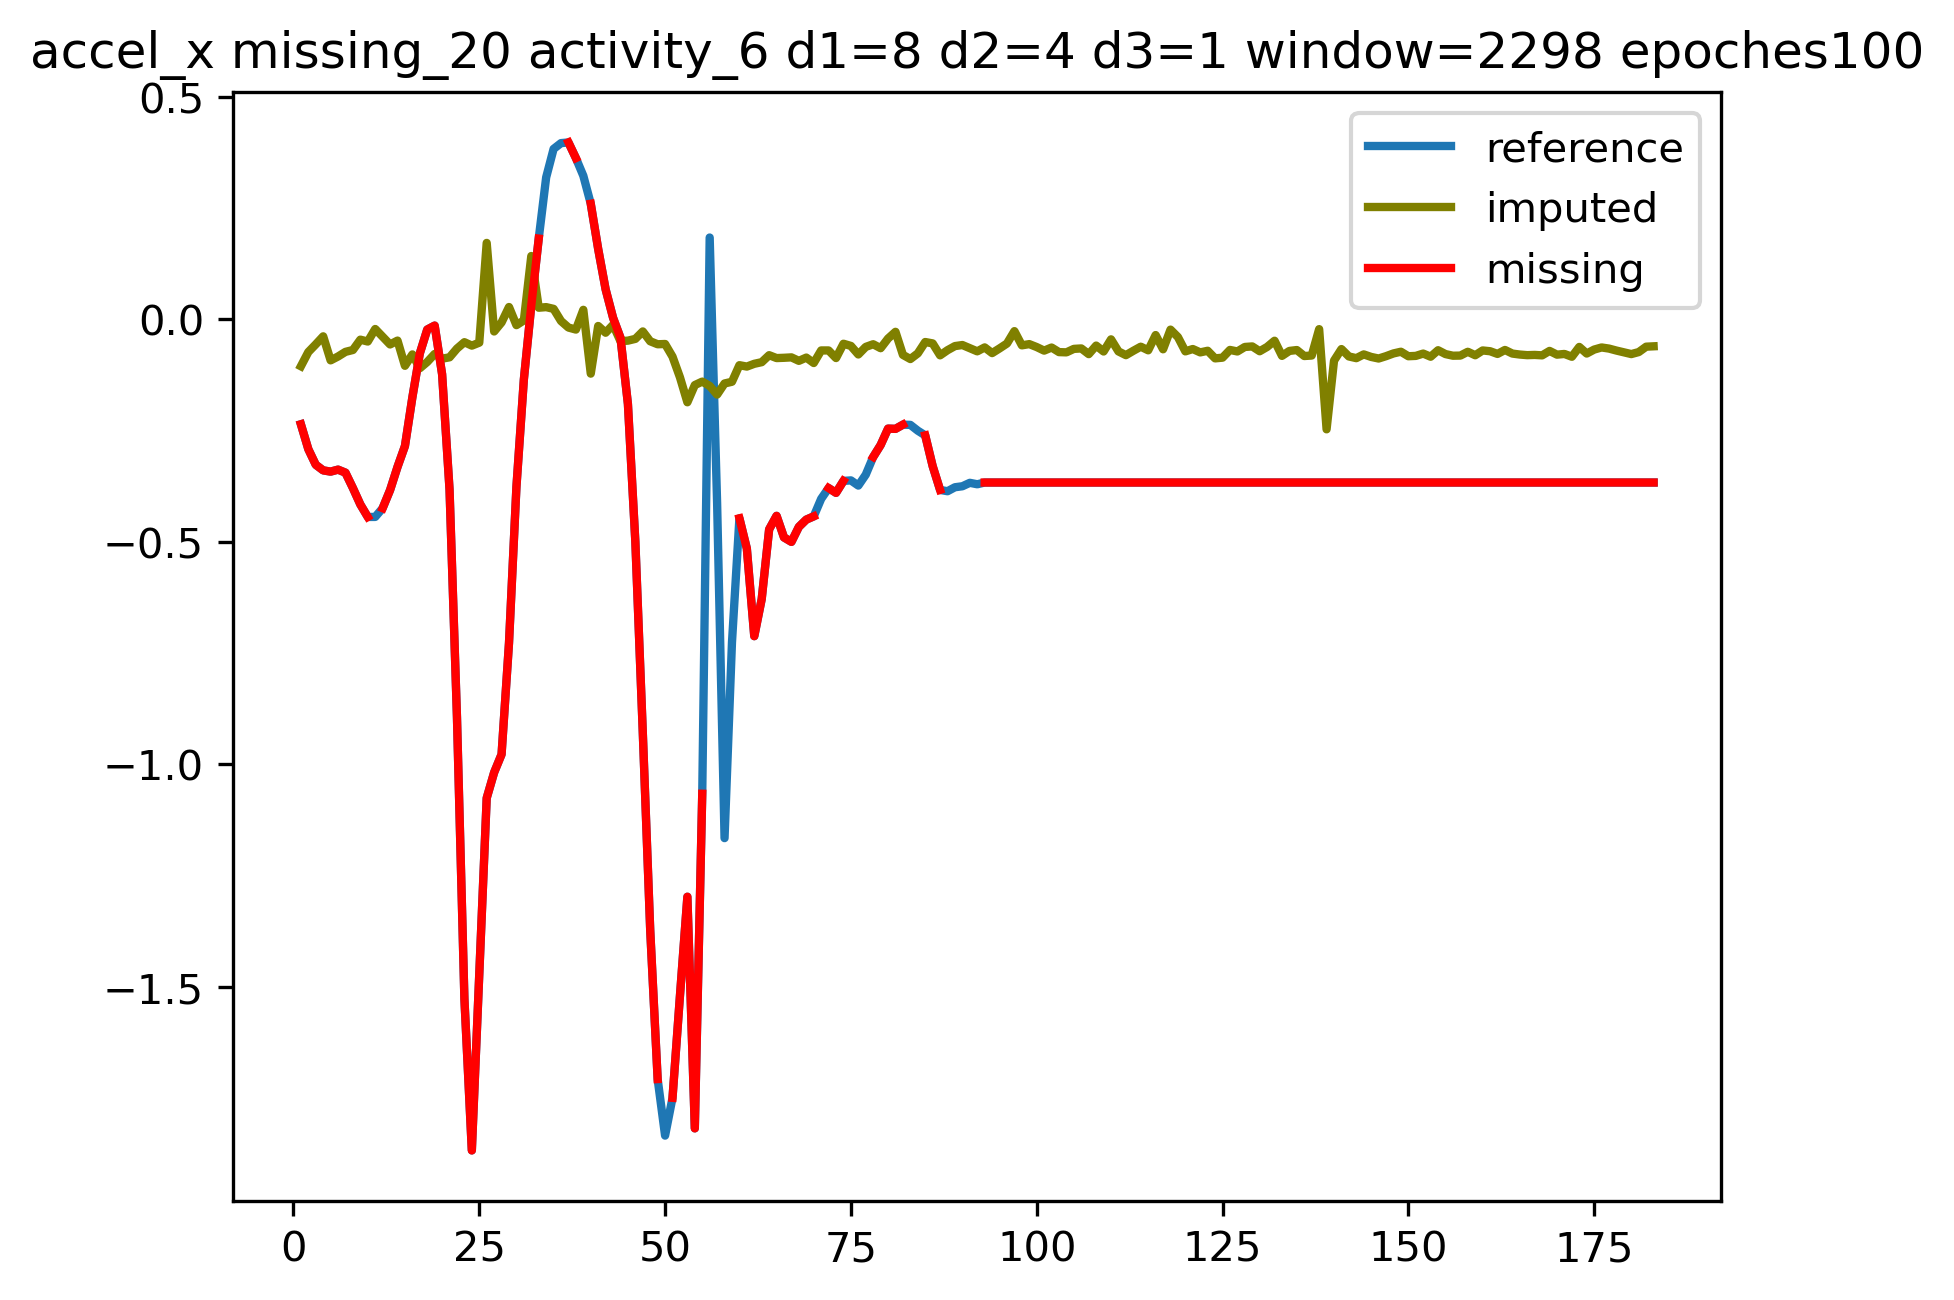 accel_x missing_20 activity_6 d1=8 d2=4 d3=1 window=2298 epoches100
0.5
0.0
−0.5
−1.0
−1.5
reference
imputed
missing
0 25 50 75 100 125 150 175